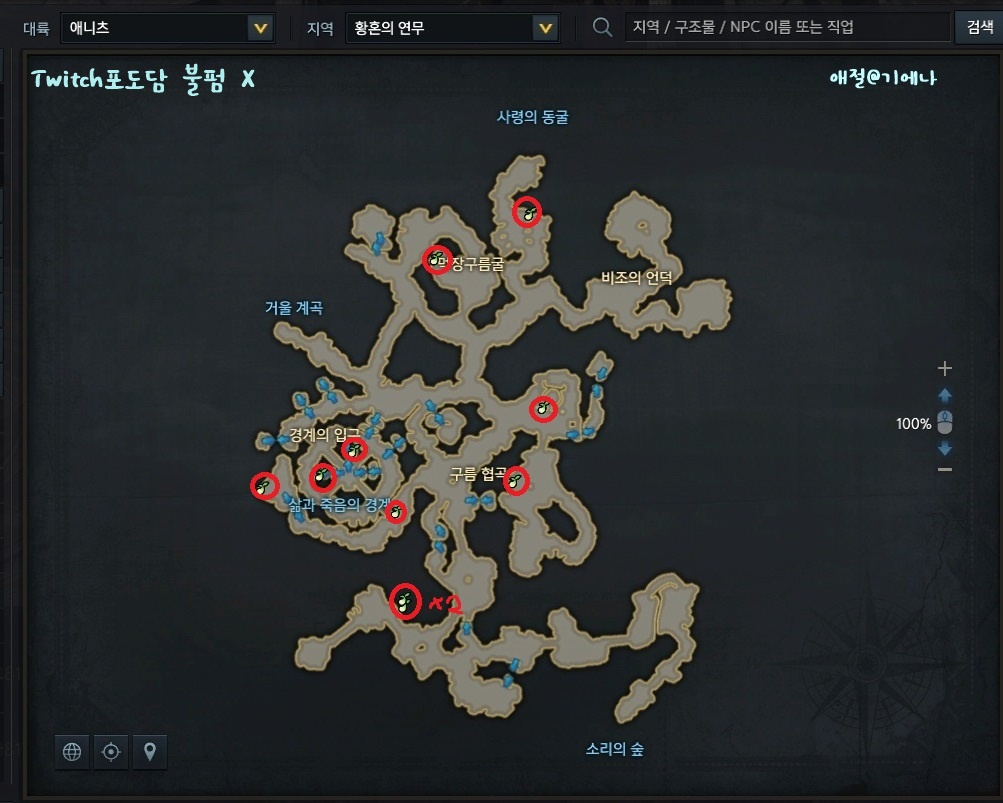 대륙 애니츠 지역 황혼의 연무 지역 / 구조물 / NPC 이름 또는 직업 검색
Twitch포도담 불펌 X 애절@기에나
사령의 동굴
먹장구름굴
비조의 언덕
거울 계곡
100%
경계의 입구
구름 협곡
삶과 죽음의 경계
x2
소리의 숲